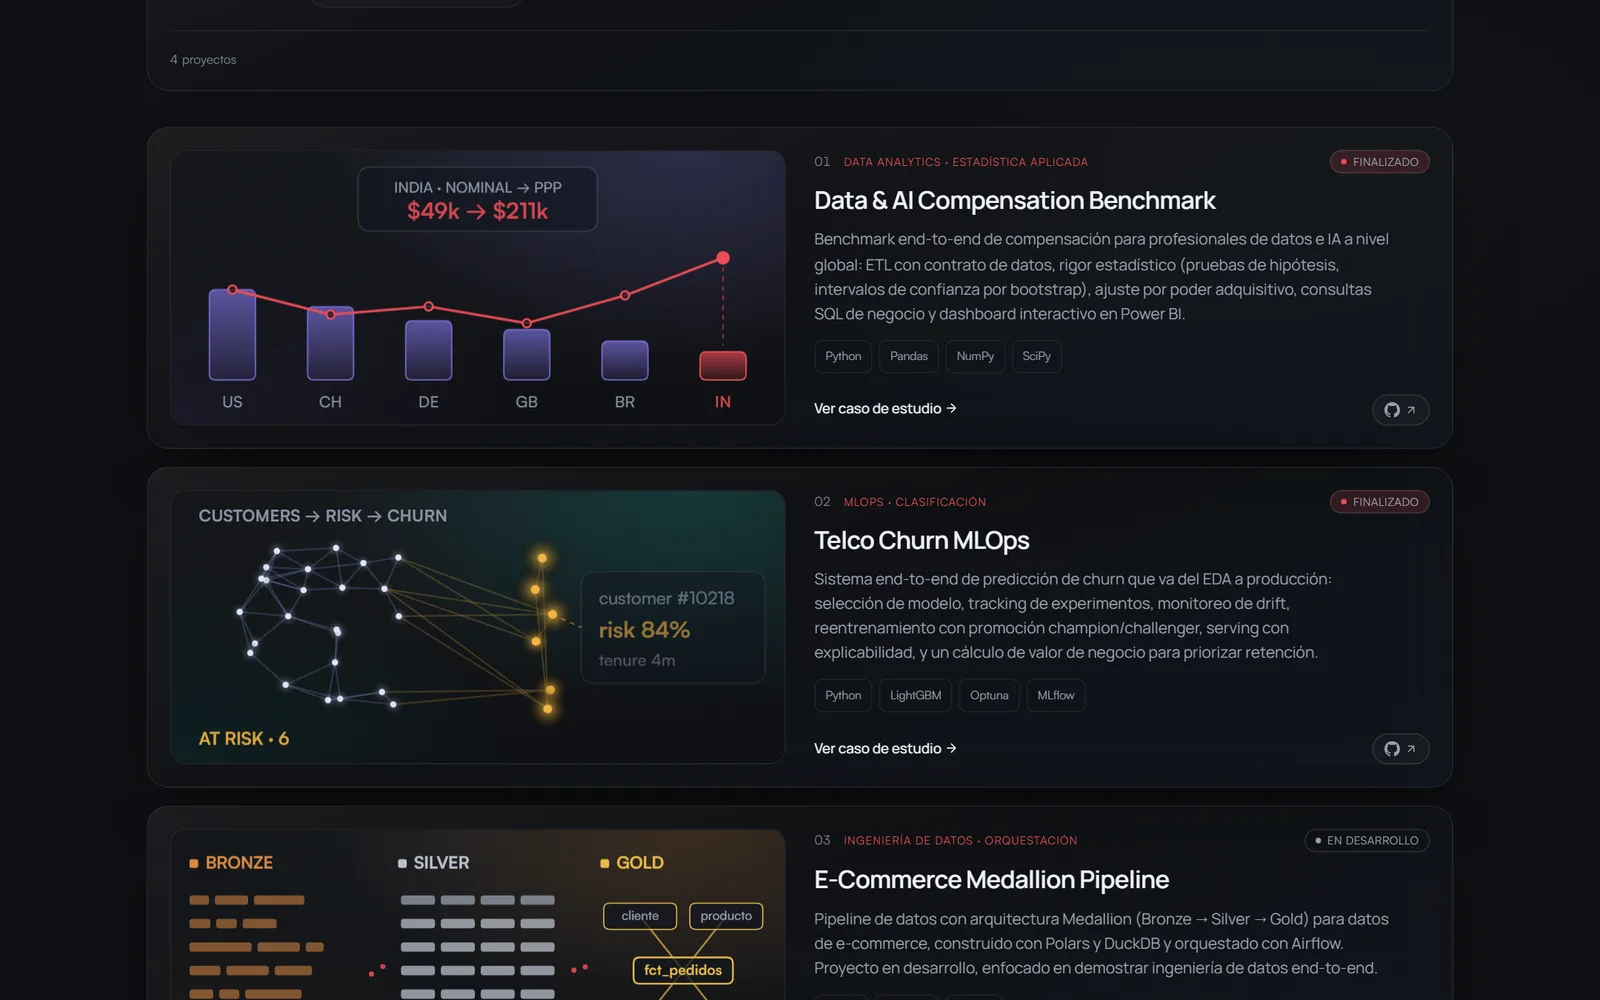 4 proyectos
INDIA • NOMINAL → PPP
$49k → $211k
US CH DE GB BR IN
01 DATA ANALYTICS • ESTADÍSTICA APLICADA
FINALIZADO
Data & AI Compensation Benchmark
Benchmark end-to-end de compensación para profesionales de datos e IA a nivel
global: ETL con contrato de datos, rigor estadístico (pruebas de hipótesis,
intervalos de confianza por bootstrap), ajuste por poder adquisitivo, consultas
SQL de negocio y dashboard interactivo en Power BI.
Python Pandas NumPy SciPy
Ver caso de estudio →
CUSTOMERS → RISK → CHURN
customer #10218
risk 84%
tenure 4m
AT RISK • 6
02 MLOPS • CLASIFICACIÓN
FINALIZADO
Telco Churn MLOps
Sistema end-to-end de predicción de churn que va del EDA a producción:
selección de modelo, tracking de experimentos, monitoreo de drift,
reentrenamiento con promoción champion/challenger, serving con
explicabilidad, y un cálculo de valor de negocio para priorizar retención.
Python LightGBM Optuna MLflow
Ver caso de estudio →
BRONZE SILVER GOLD
cliente producto
fct_pedidos
03 INGENIERÍA DE DATOS • ORQUESTACIÓN
EN DESARROLLO
E-Commerce Medallion Pipeline
Pipeline de datos con arquitectura Medallion (Bronze → Silver → Gold) para datos
de e-commerce, construido con Polars y DuckDB y orquestado con Airflow.
Proyecto en desarrollo, enfocado en demostrar ingeniería de datos end-to-end.